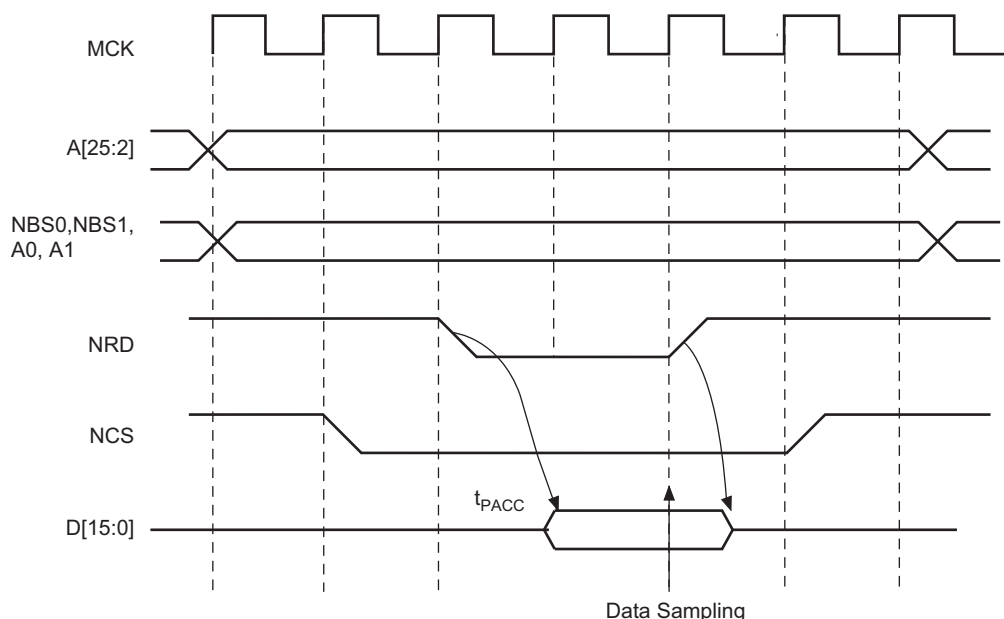 MCK
A[25:2]
NBS0,NBS1,
A0, A1
NRD
NCS
tPACC
D[15:0]
Data Sampling